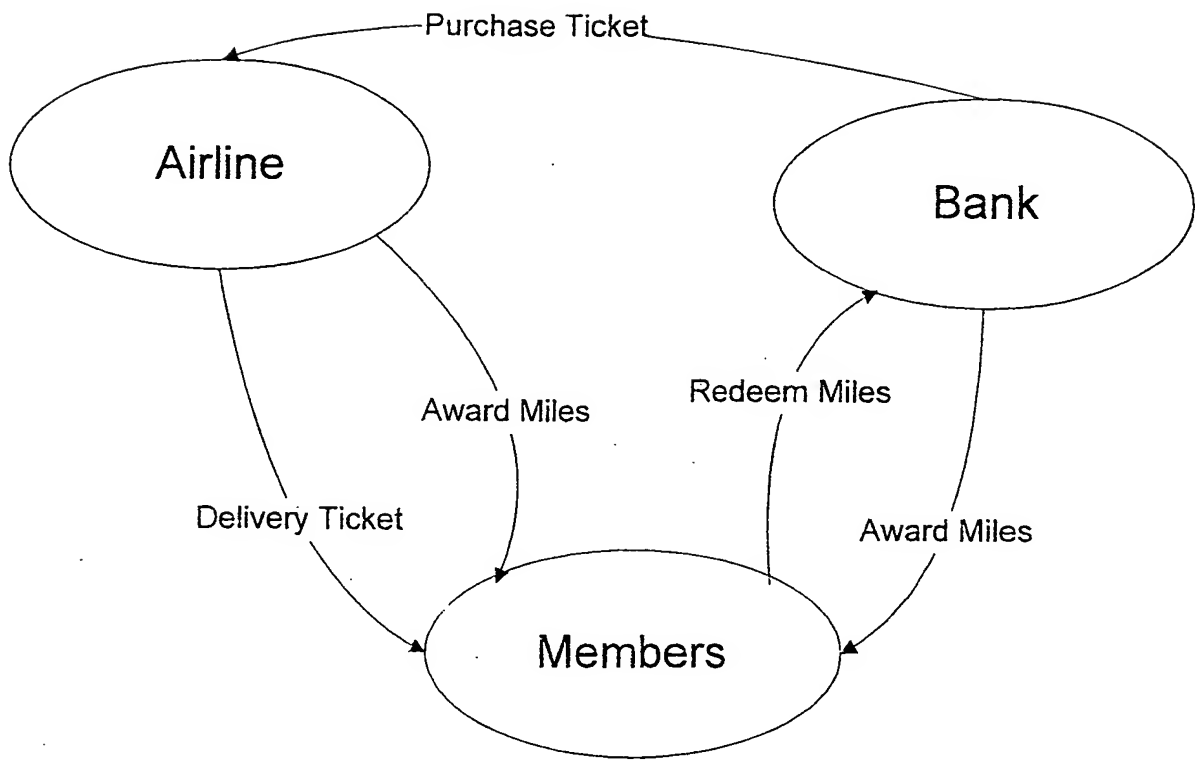 Purchase Ticket
Airline
Bank
Redeem Miles
Award Miles
Delivery Ticket
Award Miles
Members